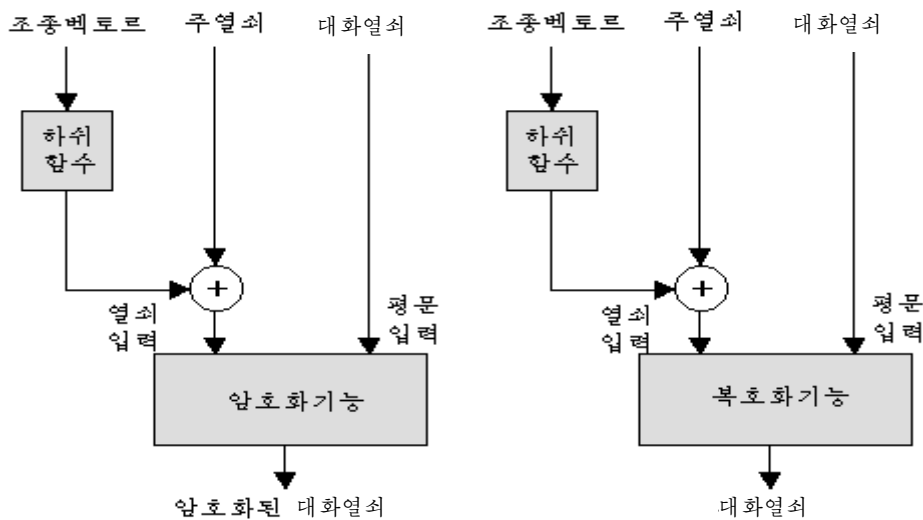 조종벡토르 주열쇠 대화열쇠
하쉬
함수
열쇠
입력
평문
입력
암호화기능
암호화된 대화열쇠
조종벡토르 주열쇠 대화열쇠
하쉬
함수
열쇠
입력
평문
입력
복호화기능
대화열쇠